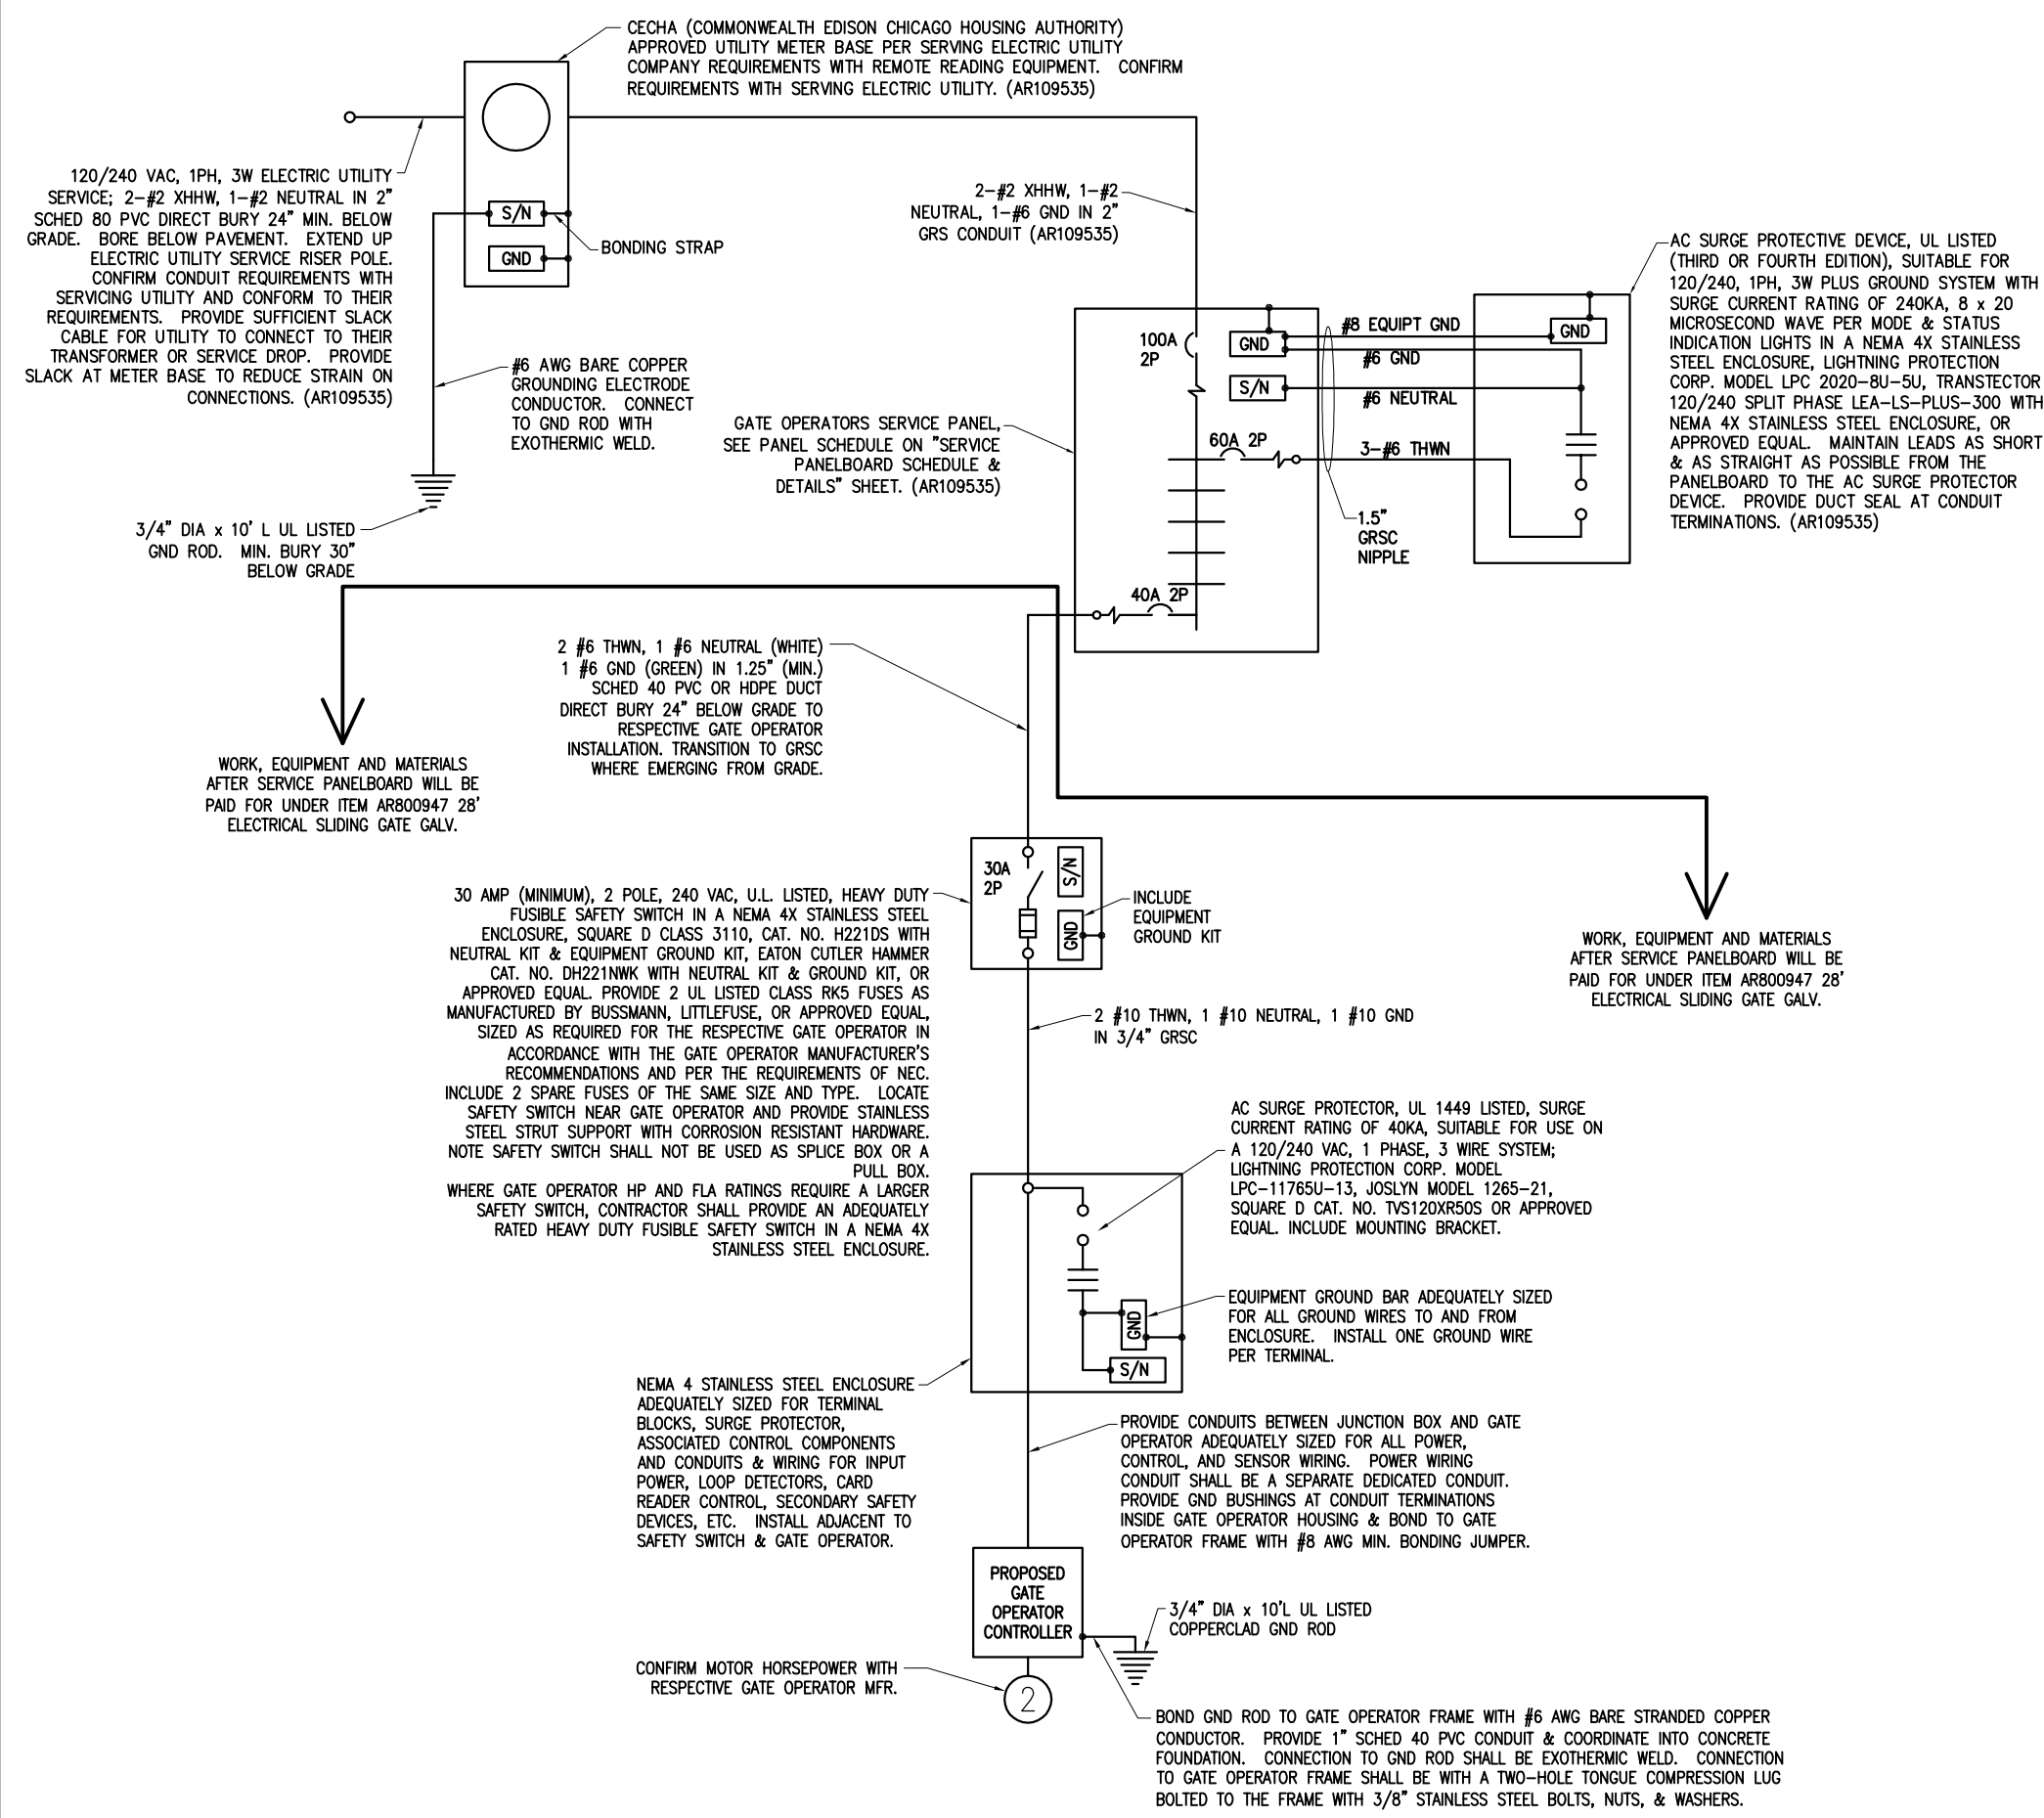 CECHA (COMMONWEALTH EDISON CHICAGO HOUSING AUTHORITY)
APPROVED UTILITY METER BASE PER SERVING ELECTRIC UTILITY
COMPANY REQUIREMENTS WITH REMOTE READING EQUIPMENT. CONFIRM
REQUIREMENTS WITH SERVING ELECTRIC UTILITY. (AR109535)
120/240 VAC, 1PH, 3W ELECTRIC UTILITY
SERVICE; 2-#2 XHHW, 1-#2 NEUTRAL IN 2"
SCHED 80 PVC DIRECT BURY 24" MIN. BELOW
GRADE. BORE BELOW PAVEMENT. EXTEND UP
ELECTRIC UTILITY SERVICE RISER POLE.
CONFIRM CONDUIT REQUIREMENTS WITH
SERVICING UTILITY AND CONFORM TO THEIR
REQUIREMENTS. PROVIDE SUFFICIENT SLACK
CABLE FOR UTILITY TO CONNECT TO THEIR
TRANSFORMER OR SERVICE DROP. PROVIDE
SLACK AT METER BASE TO REDUCE STRAIN ON
CONNECTIONS. (AR109535)
S/N
GND
BONDING STRAP
2-#2 XHHW, 1-#2
NEUTRAL, 1-#6 GND IN 2"
GRS CONDUIT (AR109535)
#6 AWG BARE COPPER
GROUNDING ELECTRODE
CONDUCTOR. CONNECT
TO GND ROD WITH
EXOTHERMIC WELD.
3/4" DIA x 10' L UL LISTED
GND ROD. MIN. BURY 30"
BELOW GRADE
GATE OPERATORS SERVICE PANEL,
SEE PANEL SCHEDULE ON "SERVICE
PANELBOARD SCHEDULE &
DETAILS" SHEET. (AR109535)
100A
2P
GND
S/N
60A 2P
40A 2P
#8 EQUIPT GND
#6 GND
#6 NEUTRAL
3-#6 THWN
1.5"
GRSC
NIPPLE
GND
AC SURGE PROTECTIVE DEVICE, UL LISTED
(THIRD OR FOURTH EDITION), SUITABLE FOR
120/240, 1PH, 3W PLUS GROUND SYSTEM WITH
SURGE CURRENT RATING OF 240KA, 8 x 20
MICROSECOND WAVE PER MODE & STATUS
INDICATION LIGHTS IN A NEMA 4X STAINLESS
STEEL ENCLOSURE, LIGHTNING PROTECTION
CORP. MODEL LPC 2020-8U-5U, TRANSTECTOR
120/240 SPLIT PHASE LEA-LS-PLUS-300 WITH
NEMA 4X STAINLESS STEEL ENCLOSURE, OR
APPROVED EQUAL. MAINTAIN LEADS AS SHORT
& AS STRAIGHT AS POSSIBLE FROM THE
PANELBOARD TO THE AC SURGE PROTECTOR
DEVICE. PROVIDE DUCT SEAL AT CONDUIT
TERMINATIONS. (AR109535)
2 #6 THWN, 1 #6 NEUTRAL (WHITE)
1 #6 GND (GREEN) IN 1.25" (MIN.)
SCHED 40 PVC OR HDPE DUCT
DIRECT BURY 24" BELOW GRADE TO
RESPECTIVE GATE OPERATOR
INSTALLATION. TRANSITION TO GRSC
WHERE EMERGING FROM GRADE.
WORK, EQUIPMENT AND MATERIALS
AFTER SERVICE PANELBOARD WILL BE
PAID FOR UNDER ITEM AR800947 28'
ELECTRICAL SLIDING GATE GALV.
WORK, EQUIPMENT AND MATERIALS
AFTER SERVICE PANELBOARD WILL BE
PAID FOR UNDER ITEM AR800947 28'
ELECTRICAL SLIDING GATE GALV.
30A
2P
S/N
GND
INCLUDE
EQUIPMENT
GROUND KIT
30 AMP (MINIMUM), 2 POLE, 240 VAC, U.L. LISTED, HEAVY DUTY
FUSIBLE SAFETY SWITCH IN A NEMA 4X STAINLESS STEEL
ENCLOSURE, SQUARE D CLASS 3110, CAT. NO. H221DS WITH
NEUTRAL KIT & EQUIPMENT GROUND KIT, EATON CUTLER HAMMER
CAT. NO. DH221NWK WITH NEUTRAL KIT & GROUND KIT, OR
APPROVED EQUAL. PROVIDE 2 UL LISTED CLASS RK5 FUSES AS
MANUFACTURED BY BUSSMANN, LITTLEFUSE, OR APPROVED EQUAL,
SIZED AS REQUIRED FOR THE RESPECTIVE GATE OPERATOR IN
ACCORDANCE WITH THE GATE OPERATOR MANUFACTURER'S
RECOMMENDATIONS AND PER THE REQUIREMENTS OF NEC.
INCLUDE 2 SPARE FUSES OF THE SAME SIZE AND TYPE. LOCATE
SAFETY SWITCH NEAR GATE OPERATOR AND PROVIDE STAINLESS
STEEL STRUT SUPPORT WITH CORROSION RESISTANT HARDWARE.
NOTE SAFETY SWITCH SHALL NOT BE USED AS SPLICE BOX OR A
PULL BOX.
WHERE GATE OPERATOR HP AND FLA RATINGS REQUIRE A LARGER
SAFETY SWITCH, CONTRACTOR SHALL PROVIDE AN ADEQUATELY
RATED HEAVY DUTY FUSIBLE SAFETY SWITCH IN A NEMA 4X
STAINLESS STEEL ENCLOSURE.
2 #10 THWN, 1 #10 NEUTRAL, 1 #10 GND
IN 3/4" GRSC
AC SURGE PROTECTOR, UL 1449 LISTED, SURGE
CURRENT RATING OF 40KA, SUITABLE FOR USE ON
A 120/240 VAC, 1 PHASE, 3 WIRE SYSTEM;
LIGHTNING PROTECTION CORP. MODEL
LPC-11765U-13, JOSLYN MODEL 1265-21,
SQUARE D CAT. NO. TVS120XR50S OR APPROVED
EQUAL. INCLUDE MOUNTING BRACKET.
GND
S/N
EQUIPMENT GROUND BAR ADEQUATELY SIZED
FOR ALL GROUND WIRES TO AND FROM
ENCLOSURE. INSTALL ONE GROUND WIRE
PER TERMINAL.
NEMA 4 STAINLESS STEEL ENCLOSURE
ADEQUATELY SIZED FOR TERMINAL
BLOCKS, SURGE PROTECTOR,
ASSOCIATED CONTROL COMPONENTS
AND CONDUITS & WIRING FOR INPUT
POWER, LOOP DETECTORS, CARD
READER CONTROL, SECONDARY SAFETY
DEVICES, ETC. INSTALL ADJACENT TO
SAFETY SWITCH & GATE OPERATOR.
PROVIDE CONDUITS BETWEEN JUNCTION BOX AND GATE
OPERATOR ADEQUATELY SIZED FOR ALL POWER,
CONTROL, AND SENSOR WIRING. POWER WIRING
CONDUIT SHALL BE A SEPARATE DEDICATED CONDUIT.
PROVIDE GND BUSHINGS AT CONDUIT TERMINATIONS
INSIDE GATE OPERATOR HOUSING & BOND TO GATE
OPERATOR FRAME WITH #8 AWG MIN. BONDING JUMPER.
PROPOSED
GATE
OPERATOR
CONTROLLER
3/4" DIA x 10'L UL LISTED
COPPERCLAD GND ROD
CONFIRM MOTOR HORSEPOWER WITH
RESPECTIVE GATE OPERATOR MFR.
2
BOND GND ROD TO GATE OPERATOR FRAME WITH #6 AWG BARE STRANDED COPPER
CONDUCTOR. PROVIDE 1" SCHED 40 PVC CONDUIT & COORDINATE INTO CONCRETE
FOUNDATION. CONNECTION TO GND ROD SHALL BE EXOTHERMIC WELD. CONNECTION
TO GATE OPERATOR FRAME SHALL BE WITH A TWO-HOLE TONGUE COMPRESSION LUG
BOLTED TO THE FRAME WITH 3/8" STAINLESS STEEL BOLTS, NUTS, & WASHERS.